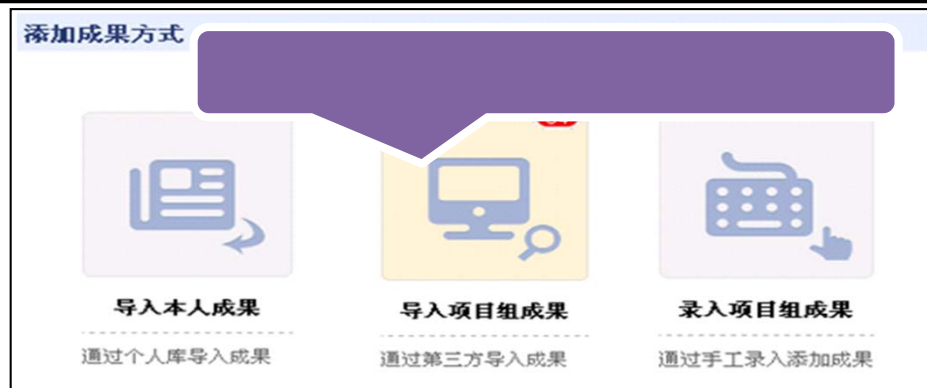 添加成果方式
导入本人成果
导入项目组成果
录入项目组成果
通过个人库导入成果
通过第三方导入成果
通过手工录入添加成果